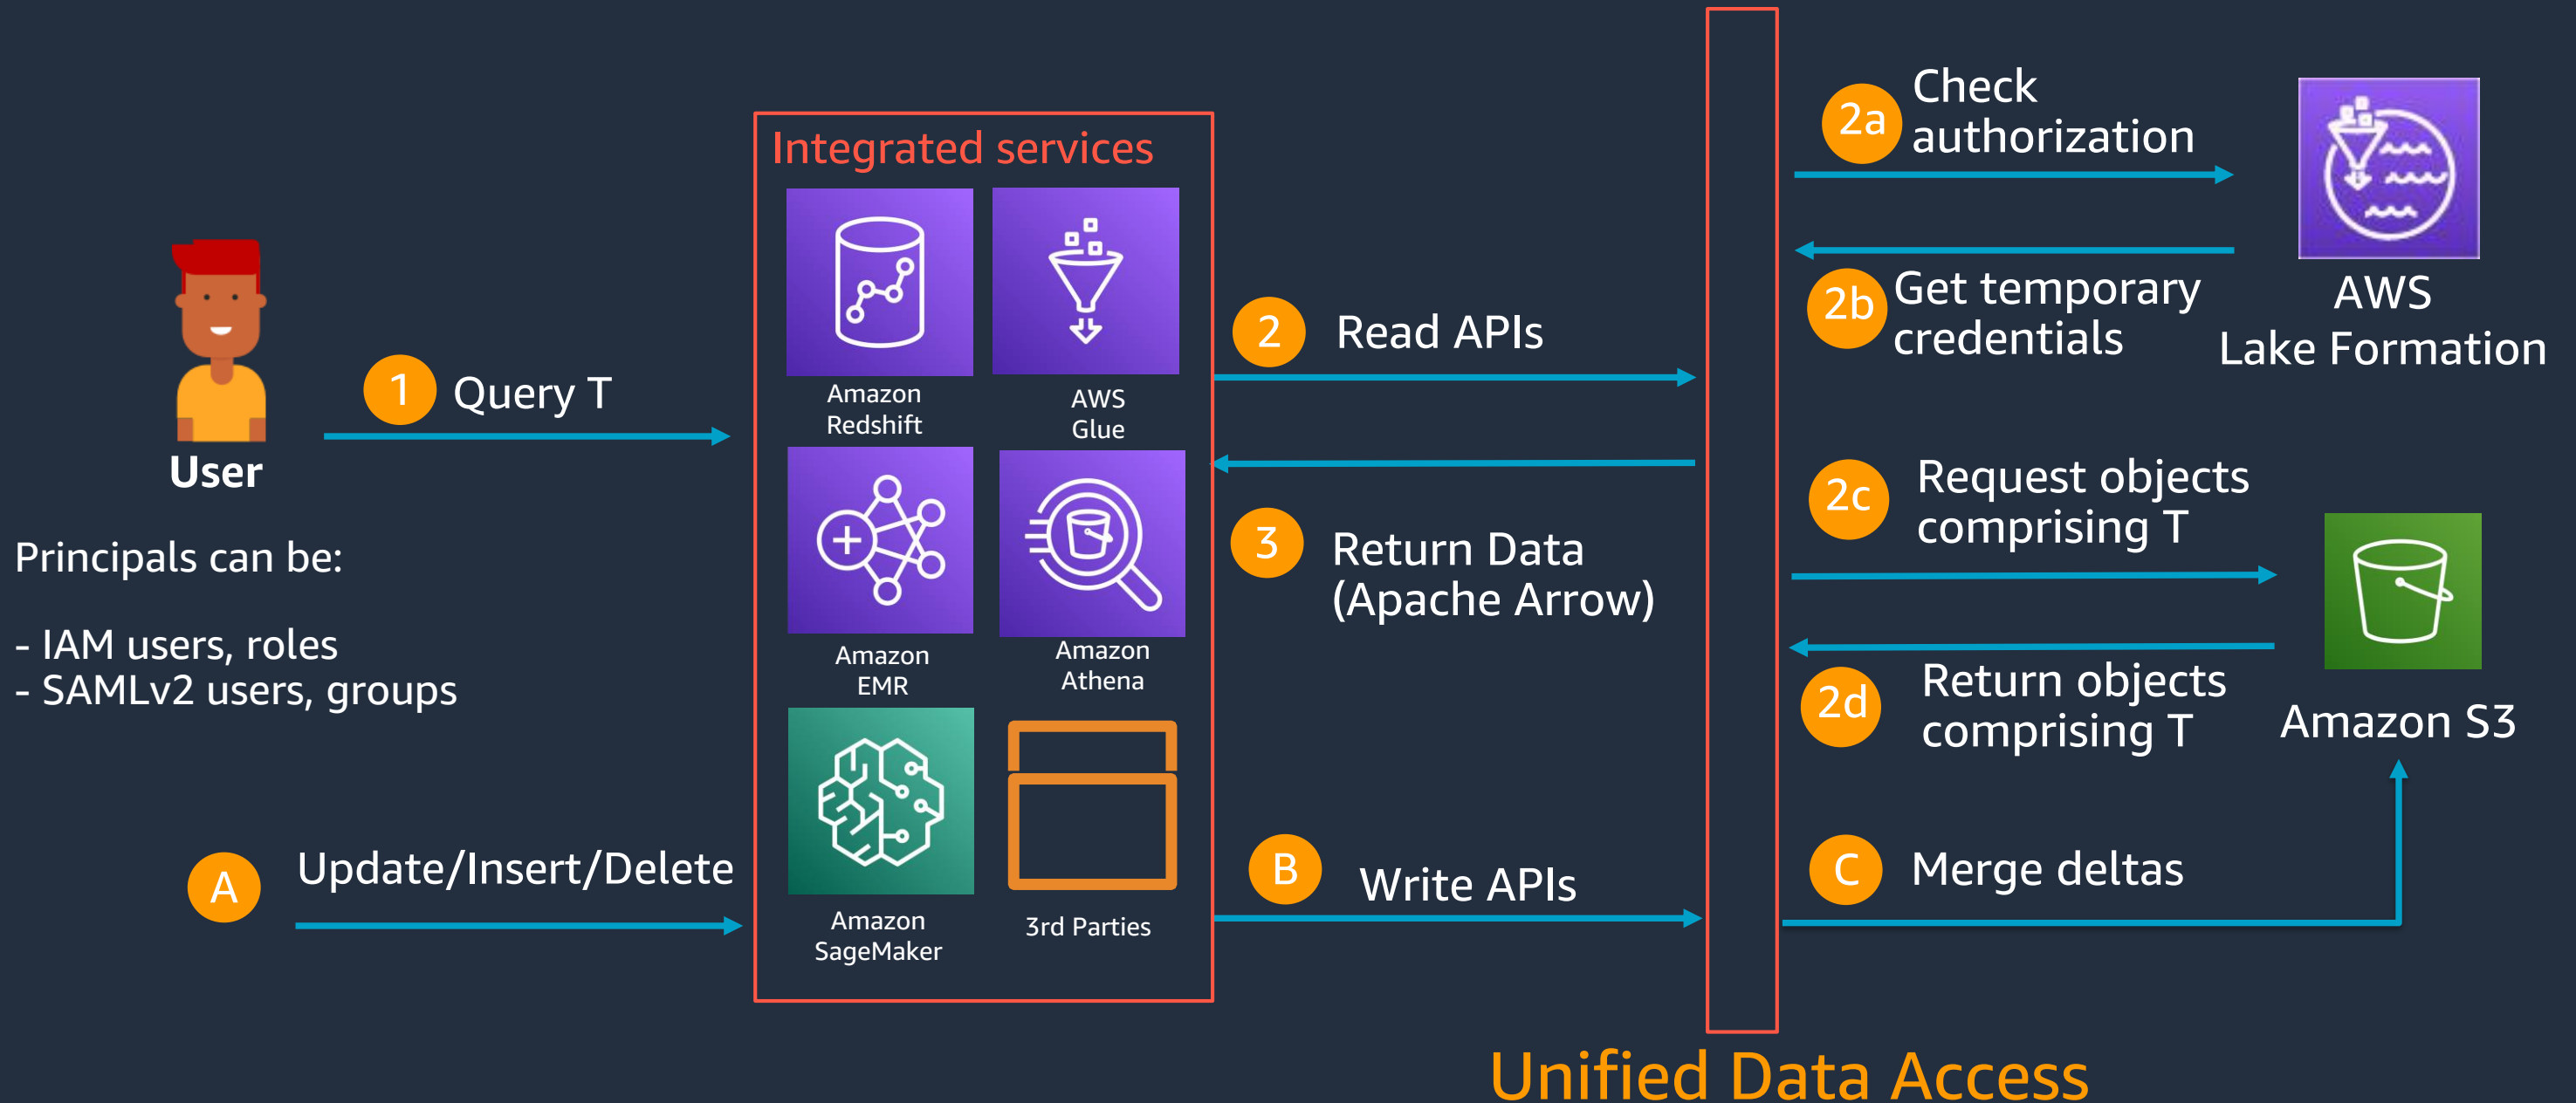 User
Principals can be:
- IAM users, roles
- SAMLv2 users, groups
1 Query T
A Update/Insert/Delete
Integrated services
Amazon
Redshift
AWS
Glue
Amazon
EMR
Amazon
Athena
Amazon
SageMaker
3rd Parties
2 Read APIs
3 Return Data
(Apache Arrow)
B Write APIs
2a Check
authorization
2b Get temporary
credentials
AWS
Lake Formation
2c Request objects
comprising T
2d Return objects
comprising T
Amazon S3
C Merge deltas
Unified Data Access